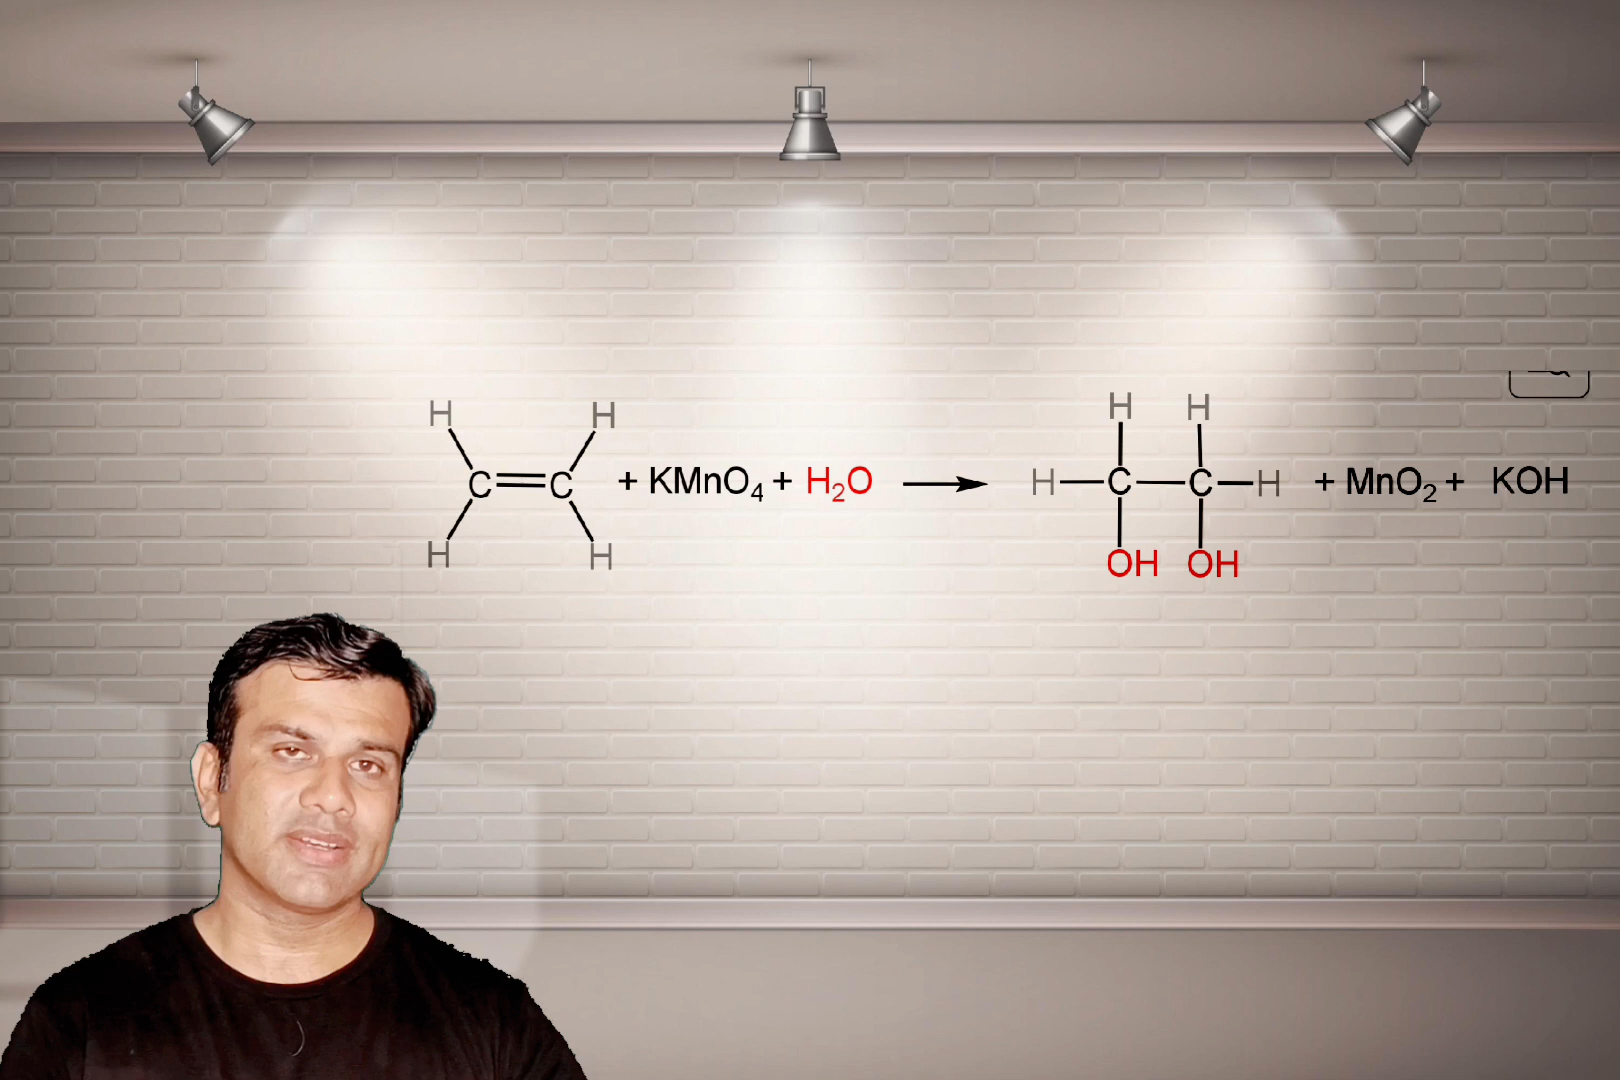 H H H H
C=C + KMnO₄ + H₂O → H—C—C—H + MnO₂ + KOH
H H OH OH